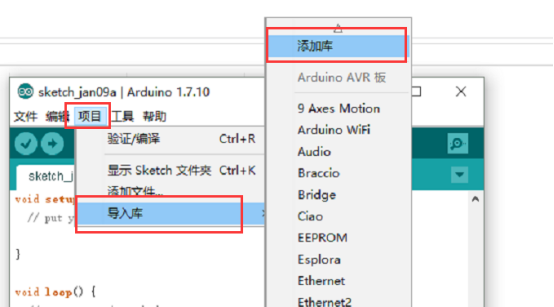 添加库
Arduino AVR 板
9 Axes Motion
Arduino WiFi
Audio
Braccio
Bridge
Ciao
EEPROM
Esplora
Ethernet
Ethernet2
sketch_jan09a | Arduino 1.7.10
文件 编辑 项目 工具 帮助
验证/编译 Ctrl+R
显示 Sketch 文件夹 Ctrl+K
添加文件...
导入库
sketch_j
void setup
// put y
}
void loop() {